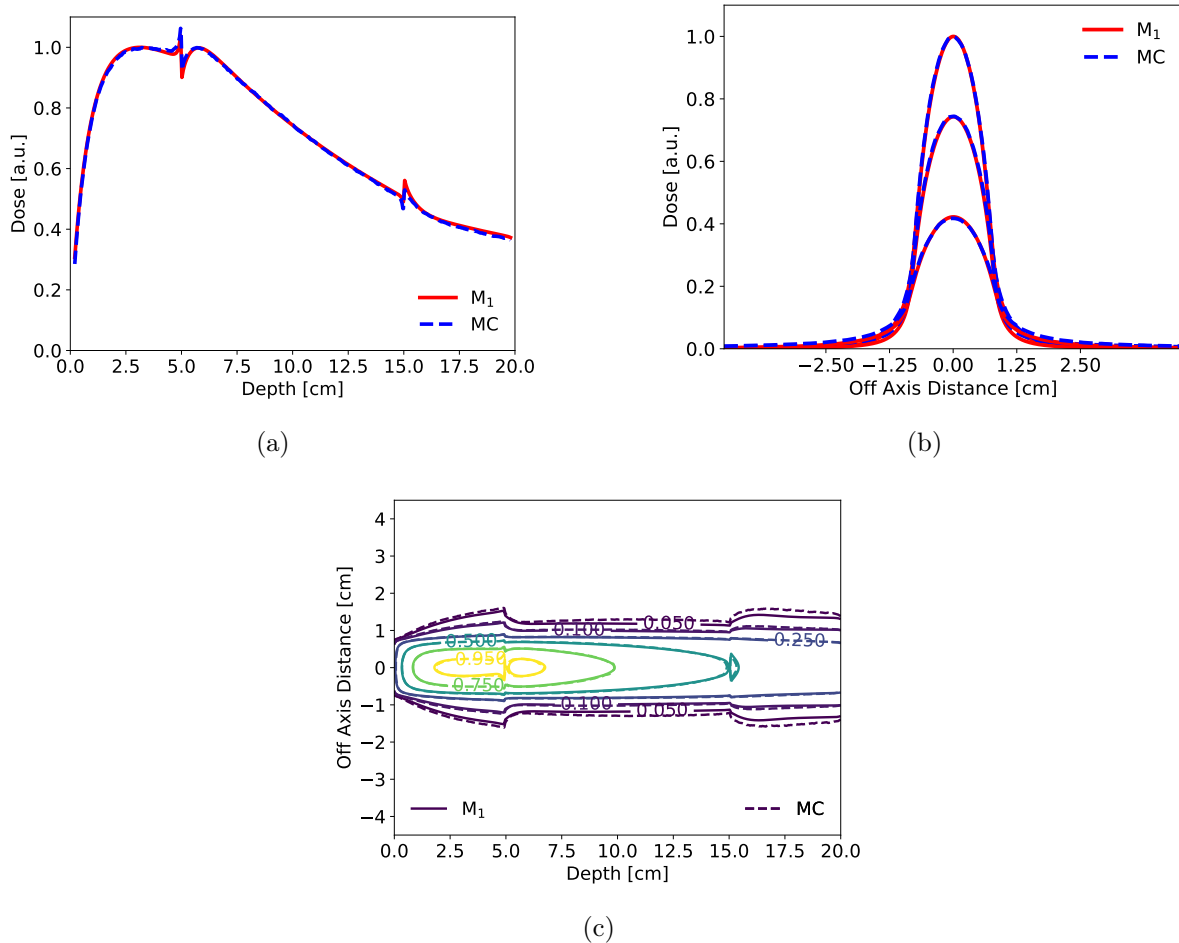 1.0
0.8
0.6
0.4
0.2
0.0
Dose [a.u.]
M₁
MC
0.0 2.5 5.0 7.5 10.0 12.5 15.0 17.5 20.0
Depth [cm]
(a)
1.0
0.8
0.6
0.4
0.2
0.0
Dose [a.u.]
M₁
MC
−2.50 −1.25 0.00 1.25 2.50
Off Axis Distance [cm]
(b)
4
3
2
1
0
−1
−2
−3
−4
Off Axis Distance [cm]
0.050
0.100
0.500
0.250
0.950
0.750
0.100
0.050
M₁
MC
0.0 2.5 5.0 7.5 10.0 12.5 15.0 17.5 20.0
Depth [cm]
(c)